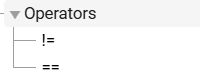 Operators
!=
==